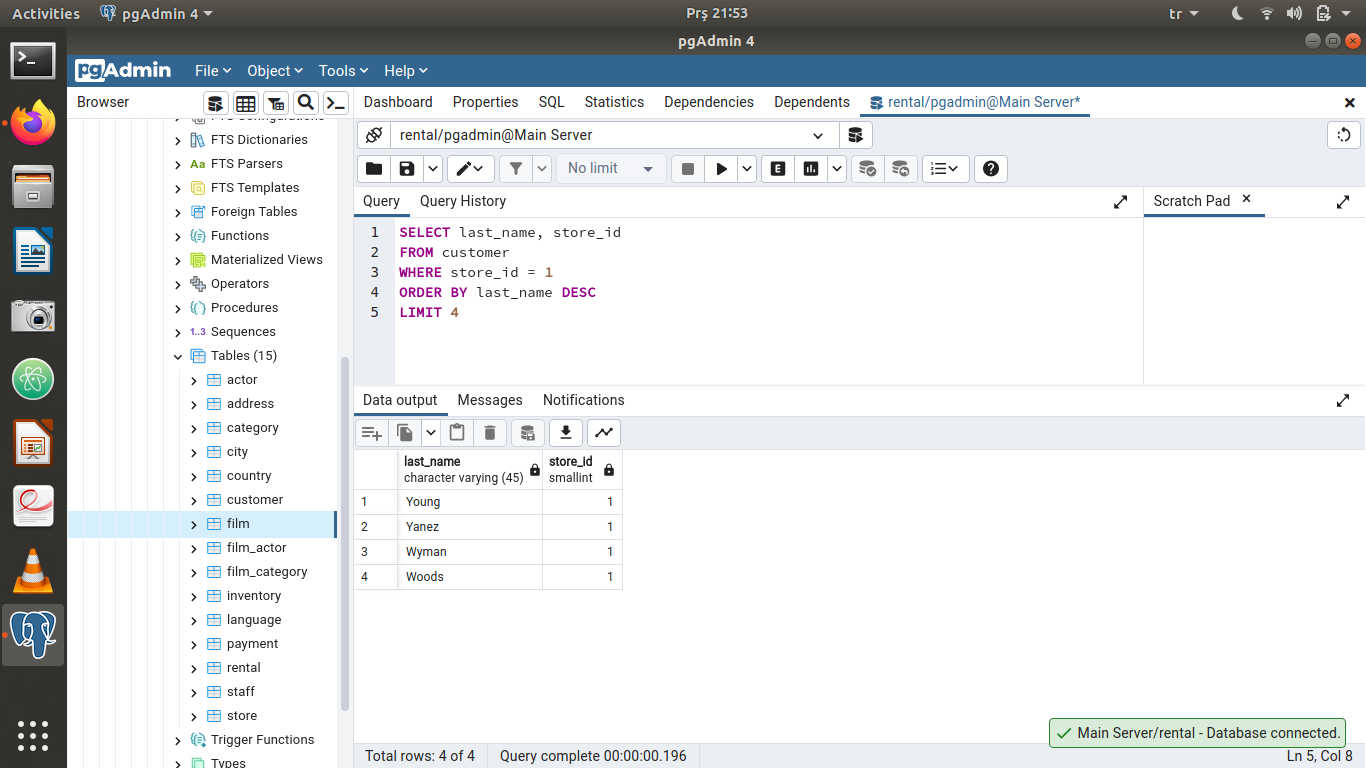 Activities
pgAdmin 4
Prş 21:53
tr
pgAdmin 4
pgAdmin
File
Object
Tools
Help
Browser
FTS Configurations
FTS Dictionaries
Aa FTS Parsers
FTS Templates
Foreign Tables
Functions
Materialized Views
Operators
Procedures
1..3 Sequences
Tables (15)
actor
address
category
city
country
customer
film
film_actor
film_category
inventory
language
payment
rental
staff
store
Trigger Functions
Types
Dashboard
Properties
SQL
Statistics
Dependencies
Dependents
rental/pgadmin@Main Server*
rental/pgadmin@Main Server
No limit
E
Query
Query History
Scratch Pad
1 SELECT last_name, store_id
2 FROM customer
3 WHERE store_id = 1
4 ORDER BY last_name DESC
5 LIMIT 4
Data output
Messages
Notifications
last_name store_id
character varying (45) smallint
1 Young 1
2 Yanez 1
3 Wyman 1
4 Woods 1
Main Server/rental - Database connected.
Total rows: 4 of 4
Query complete 00:00:00.196
Ln 5, Col 8